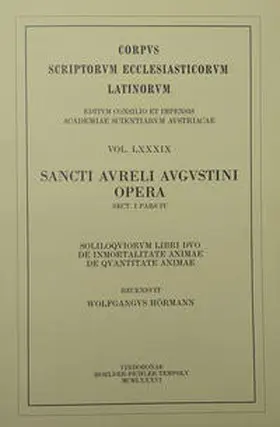 CORPVS
SCRIPTORVM ECCLESIASTICORVM
LATINORVM
EDITVM CONSILIO ET IMPENSIS
ACADEMIAE SCIENTIARVM AVSTRIACAE
VOL. LXXXIX
SANCTI AVRELI AVGVSTINI
OPERA
SECT. I PARS IV
SOLILOQVIORVM LIBRI DVO
DE INMORTALITATE ANIMAE
DE QVANTITATE ANIMAE
RECENSVIT
WOLFGANGVS HÖRMANN
VINDOBONAE
HOELDER-PICHLER-TEMPSKY
MCMLXXXVI